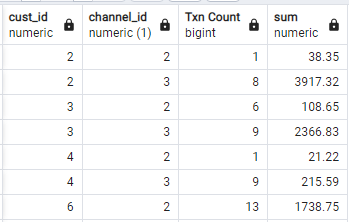 cust_id channel_id Txn Count sum
numeric numeric (1) bigint numeric
2 2 1 38.35
2 3 8 3917.32
3 2 6 108.65
3 3 9 2366.83
4 2 1 21.22
4 3 9 215.59
6 2 13 1738.75